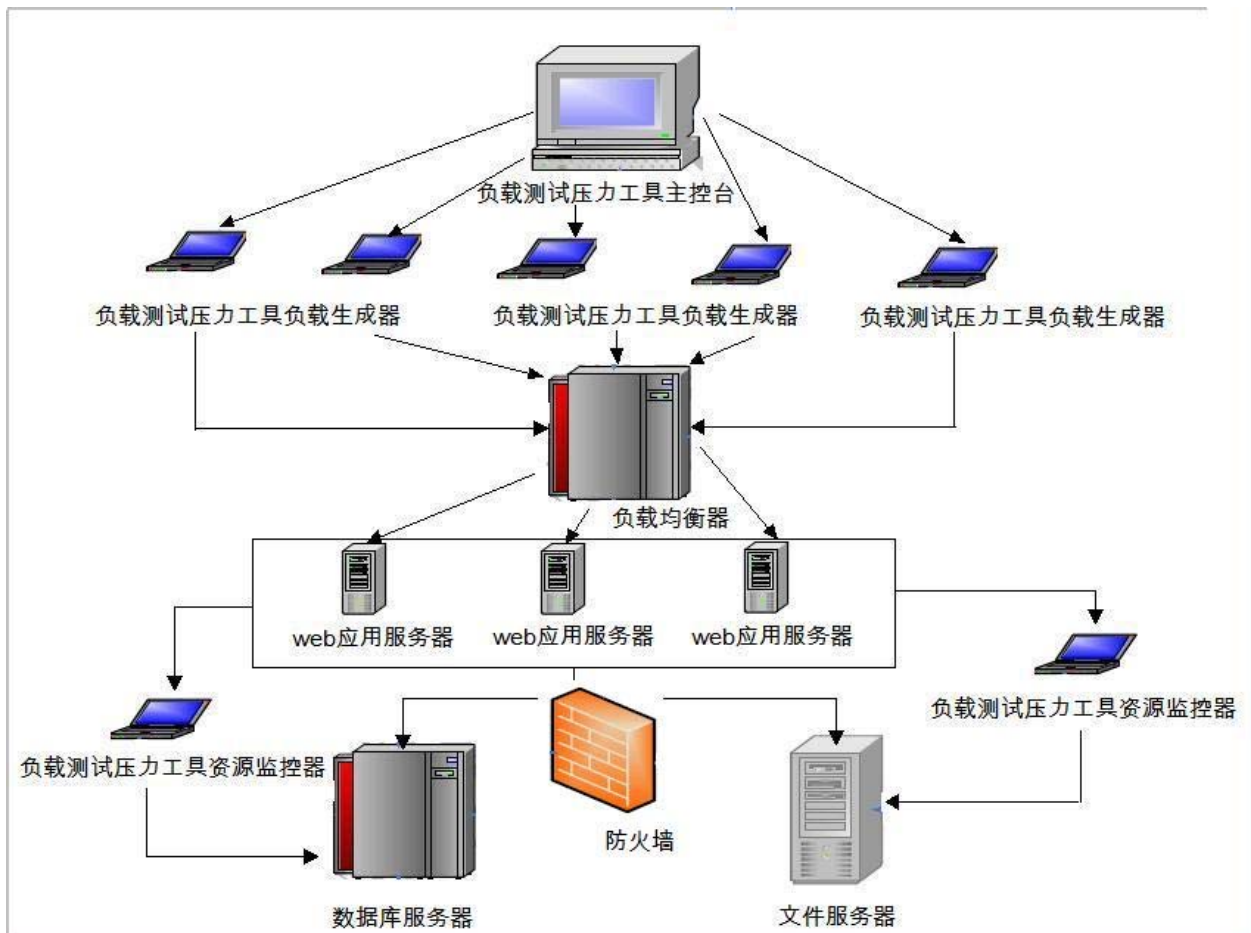 负载测试压力工具主控台
负载测试压力工具负载生成器
负载测试压力工具负载生成器
负载测试压力工具负载生成器
负载均衡器
web应用服务器
web应用服务器
web应用服务器
负载测试压力工具资源监控器
负载测试压力工具资源监控器
防火墙
数据库服务器
文件服务器